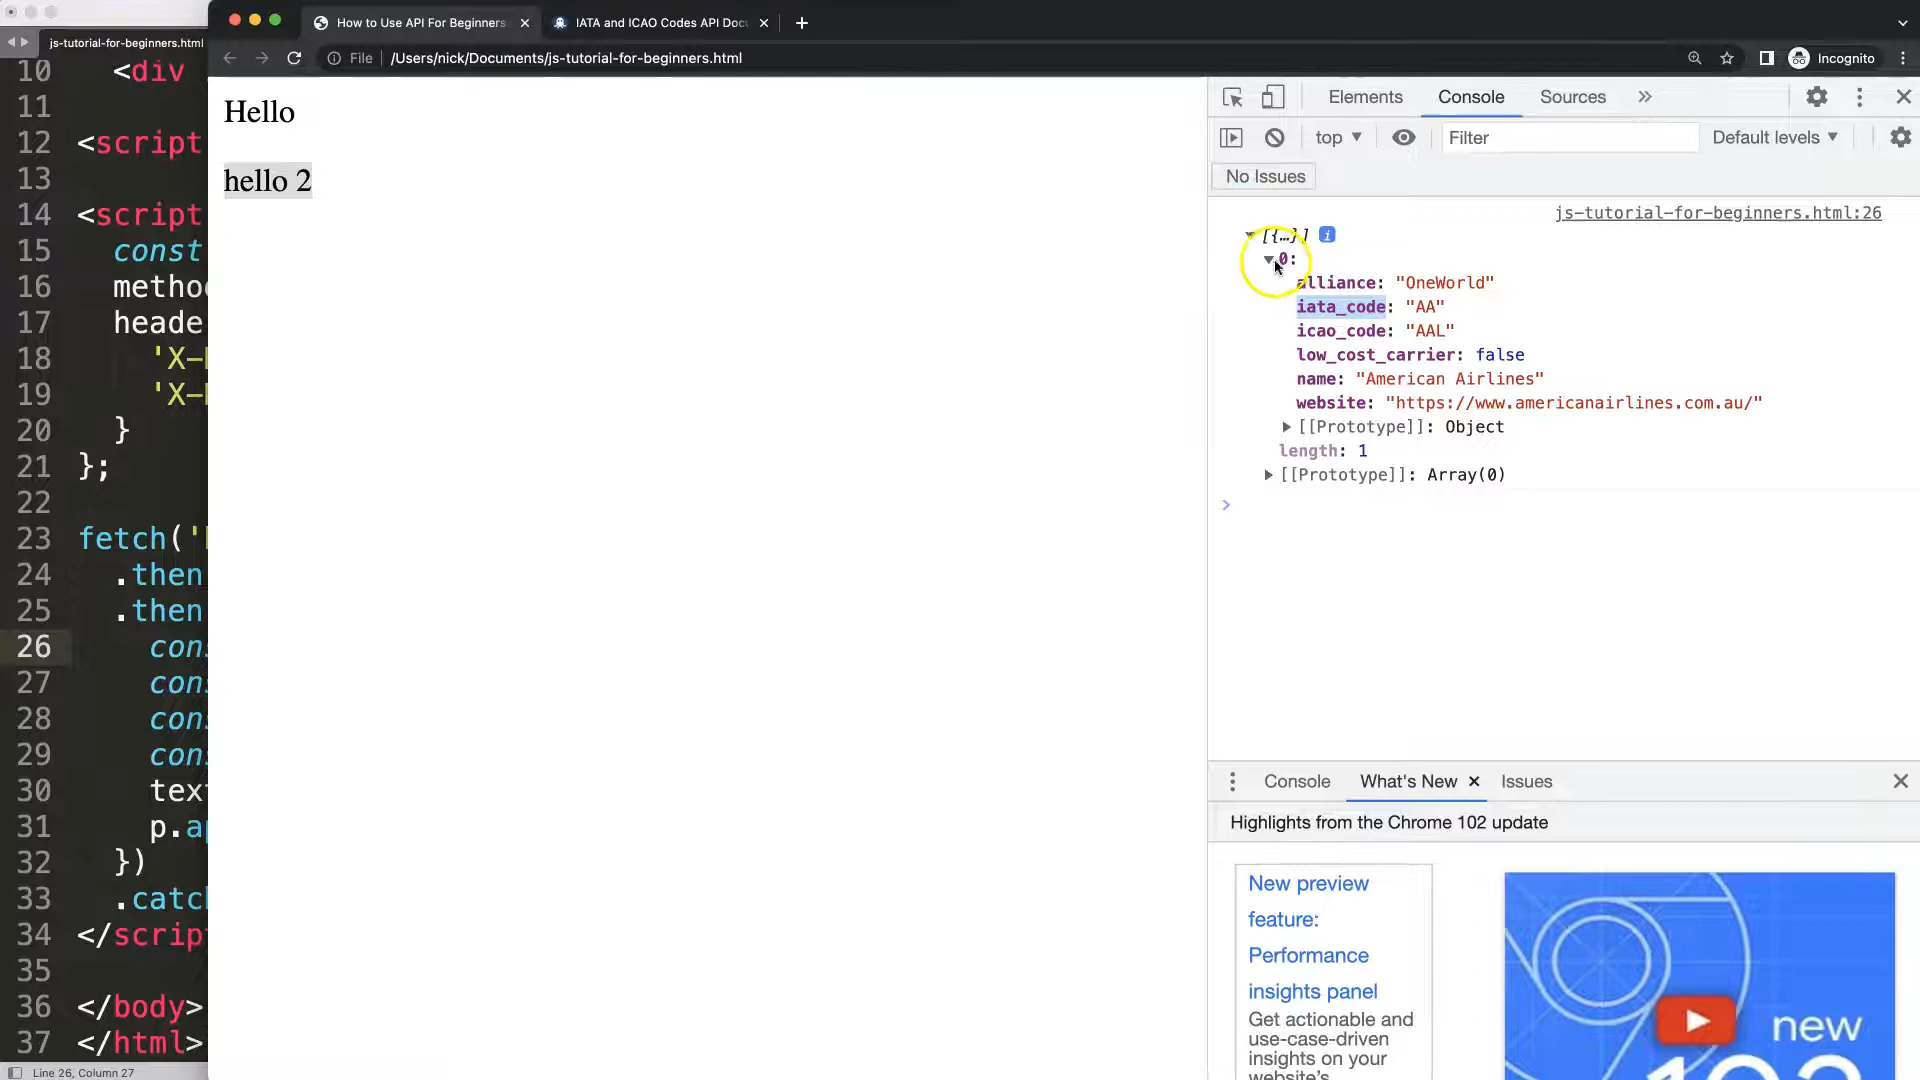 js-tutorial-for-beginners.html
10 <div
11
12 <script
13
14 <script
15 const
16 metho
17 heade
18 'X-
19 'X-
20 }
21 };
22
23 fetch('
24 .then
25 .then
26 con
27 con
28 con
29 con
30 tex
31 p.a
32 })
33 .catc
34 </scrip
35
36 </body>
37 </html>
Line 26, Column 27
How to Use API For Beginners
IATA and ICAO Codes API Doc
File /Users/nick/Documents/js-tutorial-for-beginners.html
Incognito
Hello
hello 2
Elements Console Sources
top Filter Default levels
No Issues
js-tutorial-for-beginners.html:26
[{…}] i
0:
alliance: "OneWorld"
iata_code: "AA"
icao_code: "AAL"
low_cost_carrier: false
name: "American Airlines"
website: "https://www.americanairlines.com.au/"
[[Prototype]]: Object
length: 1
[[Prototype]]: Array(0)
Console What's New Issues
Highlights from the Chrome 102 update
New preview
feature:
Performance
insights panel
Get actionable and
use-case-driven
insights on your
website's
new
102